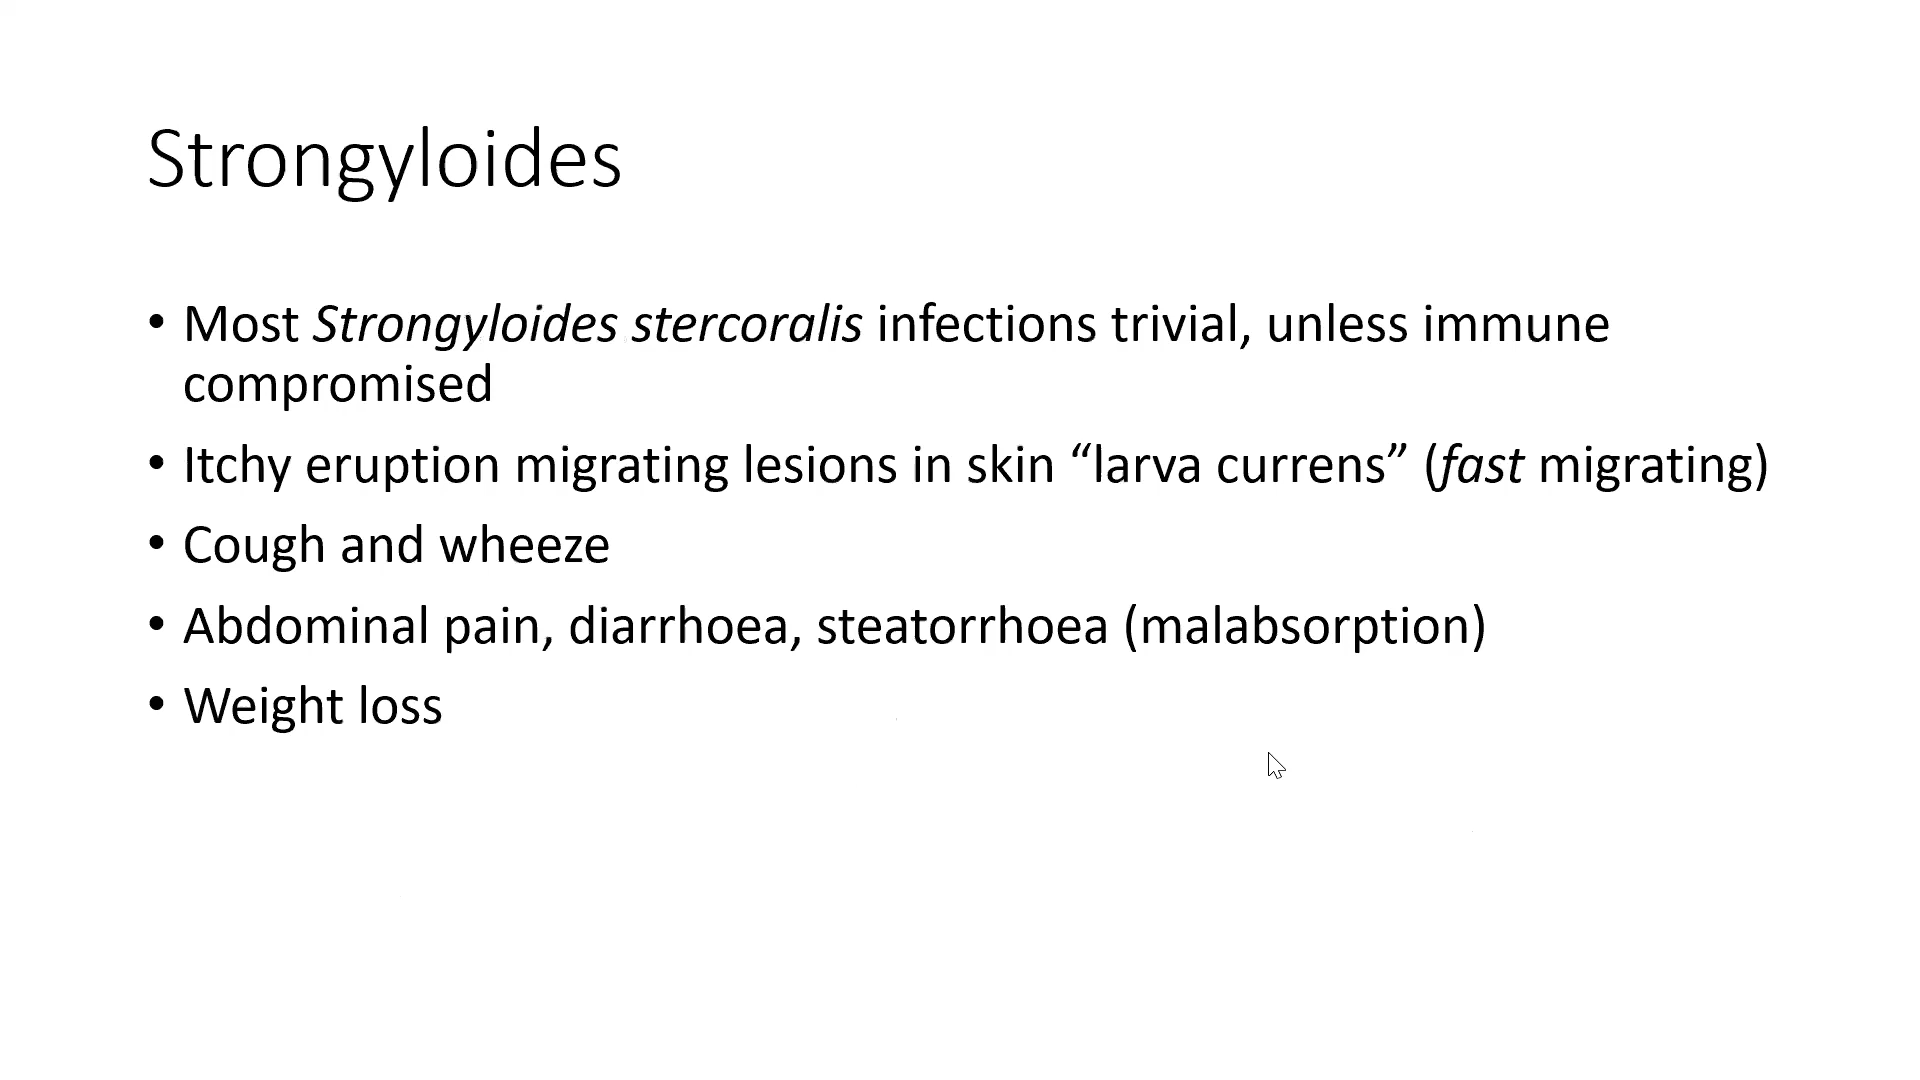 Strongyloides
• Most Strongyloides stercoralis infections trivial, unless immune
compromised
• Itchy eruption migrating lesions in skin “larva currens” (fast migrating)
• Cough and wheeze
• Abdominal pain, diarrhoea, steatorrhoea (malabsorption)
• Weight loss